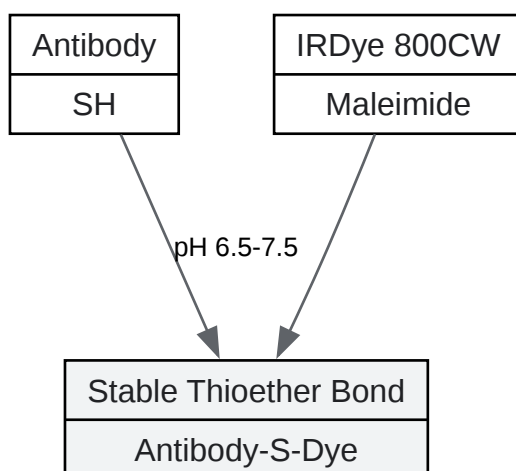 Antibody
SH
IRDye 800CW
Maleimide
pH 6.5-7.5
Stable Thioether Bond
Antibody-S-Dye